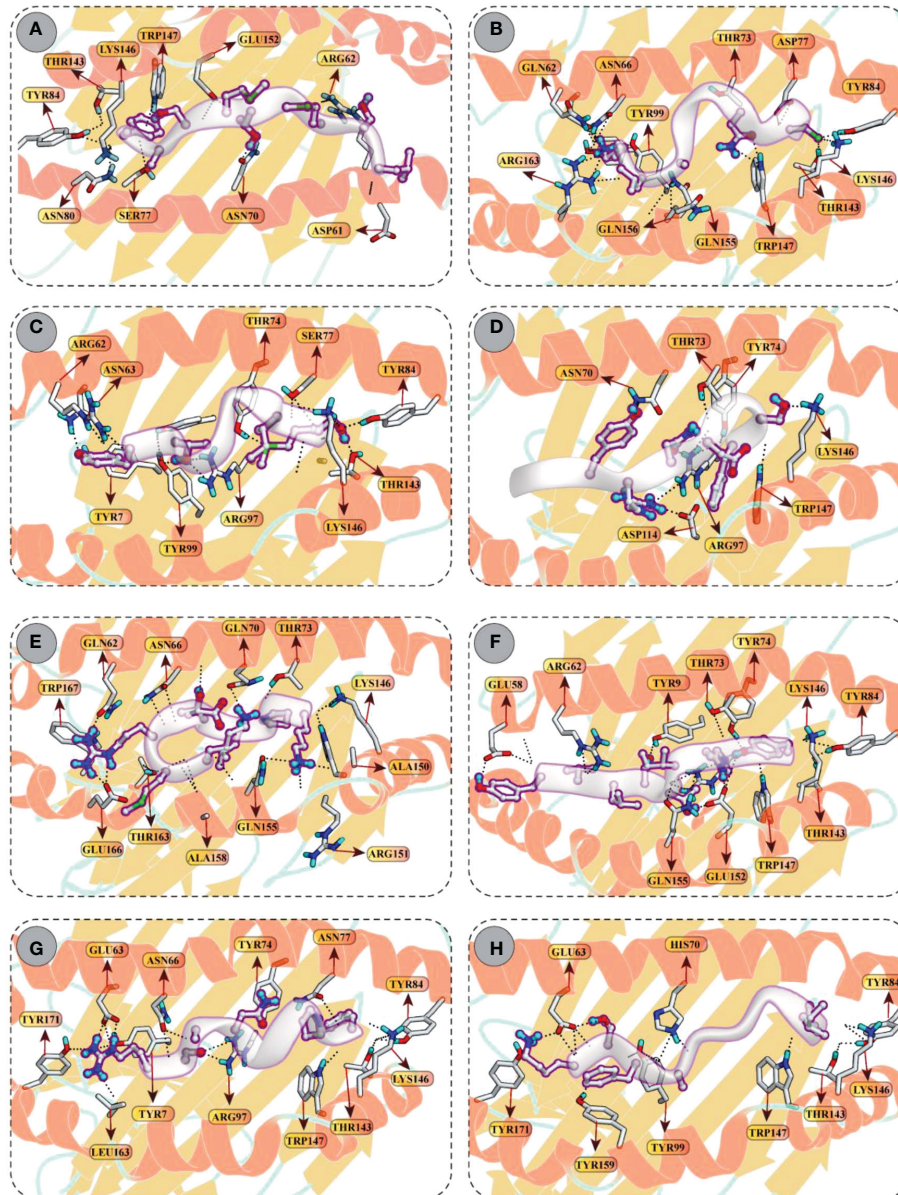 A
THR143
LYS146
TRP147
GLU152
ARG62
TYR84
ASN80
SER77
ASN70
ASP61
B
GLN62
ASN66
THR73
ASP77
TYR84
TYR99
ARG163
LYS146
GLN156
THR143
GLN155
TRP147
C
ARG62
ASN63
THR74
SER77
TYR84
THR143
TYR7
ARG97
LYS146
TYR99
D
ASN70
THR73
TYR74
LYS146
TRP147
ASP114
ARG97
E
GLN62
ASN66
GLN70
THR73
TRP167
LYS146
ALA150
GLU166
THR163
GLN155
ALA158
ARG151
F
GLU58
ARG62
TYR9
THR73
TYR74
LYS146
TYR84
THR143
GLN155
GLU152
TRP147
G
GLU63
ASN66
TYR74
ASN77
TYR84
TYR171
LYS146
LEU163
TYR7
ARG97
TRP147
THR143
H
GLU63
HIS70
TYR84
LYS146
TYR171
THR143
TYR159
TYR99
TRP147